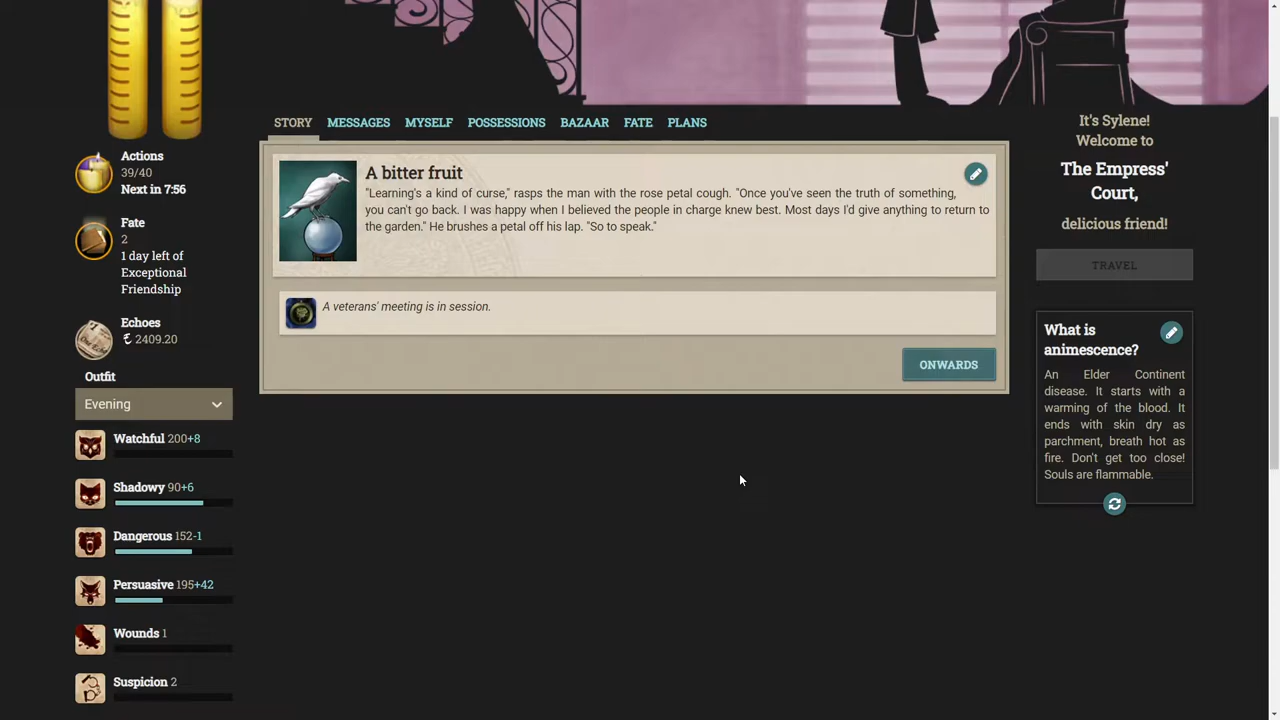 STORY MESSAGES MYSELF POSSESSIONS BAZAAR FATE PLANS
Actions
39/40
Next in 7:56
Fate
2
1 day left of
Exceptional
Friendship
Echoes
2409.20
Outfit
Evening
Watchful 200+8
Shadowy 90+6
Dangerous 152-1
Persuasive 195+42
Wounds 1
Suspicion 2
A bitter fruit
"Learning's a kind of curse," rasps the man with the rose petal cough. "Once you've seen the truth of something,
you can't go back. I was happy when I believed the people in charge knew best. Most days I'd give anything to return to
the garden." He brushes a petal off his lap. "So to speak."
A veterans' meeting is in session.
ONWARDS
It's Sylene!
Welcome to
The Empress'
Court,
delicious friend!
TRAVEL
What is
animescence?
An Elder Continent
disease. It starts with a
warming of the blood. It
ends with skin dry as
parchment, breath hot as
fire. Don't get too close!
Souls are flammable.